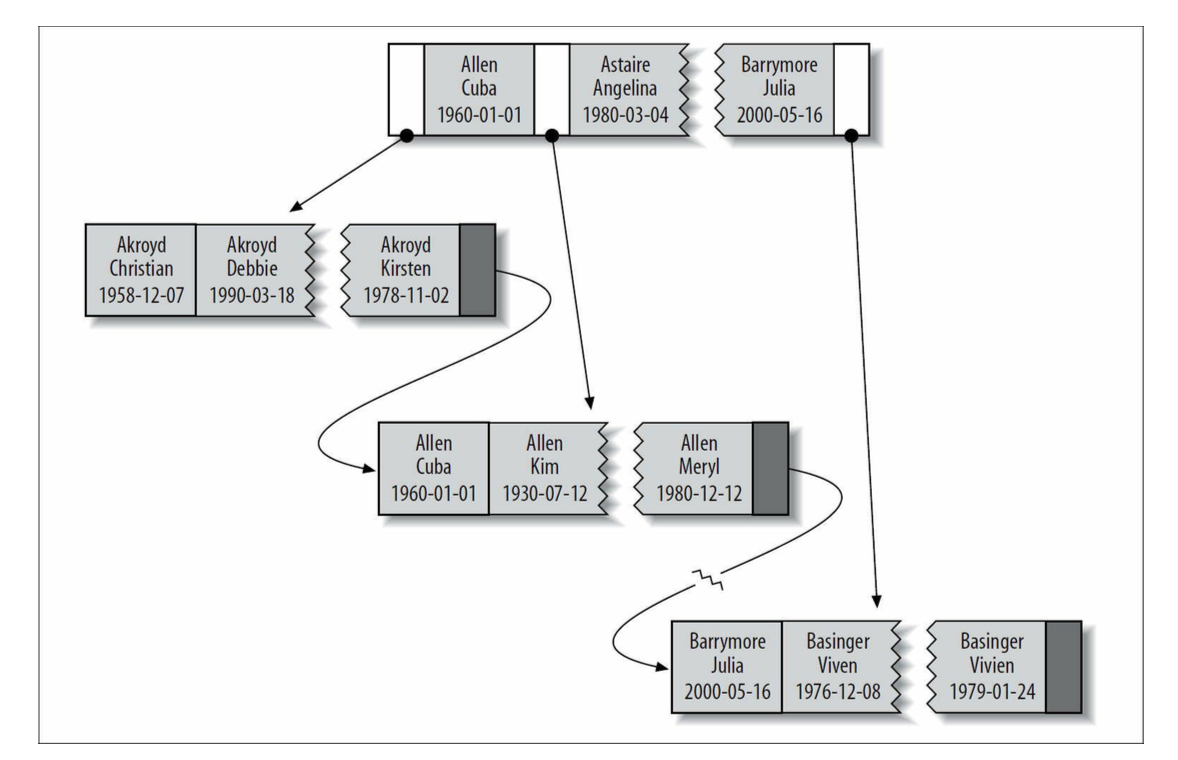 Allen
Cuba
1960-01-01
Astaire
Angelina
1980-03-04
Barrymore
Julia
2000-05-16
Akroyd
Christian
1958-12-07
Akroyd
Debbie
1990-03-18
Akroyd
Kirsten
1978-11-02
Allen
Cuba
1960-01-01
Allen
Kim
1930-07-12
Allen
Meryl
1980-12-12
Barrymore
Julia
2000-05-16
Basinger
Viven
1976-12-08
Basinger
Vivien
1979-01-24